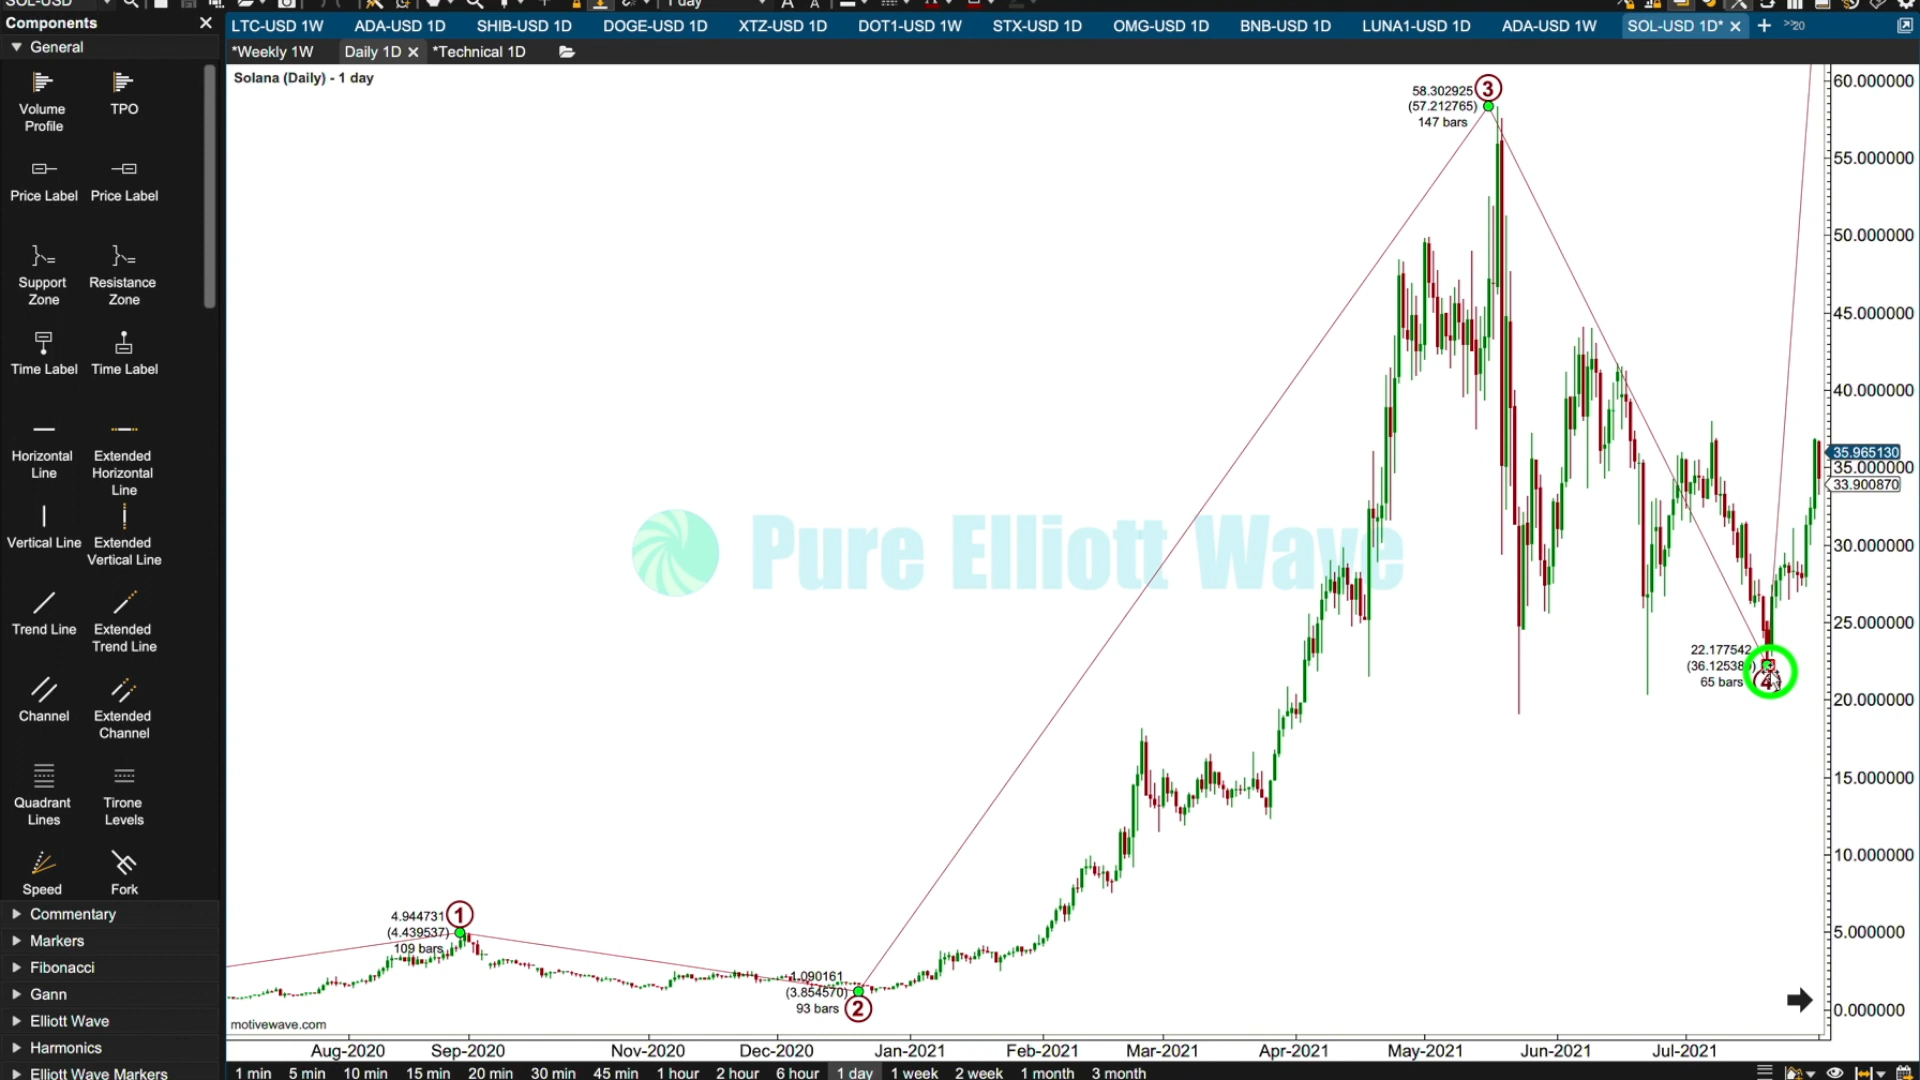 SOL-USD
1 day
Components
LTC-USD 1W
ADA-USD 1D
SHIB-USD 1D
DOGE-USD 1D
XTZ-USD 1D
DOT1-USD 1W
STX-USD 1D
OMG-USD 1D
BNB-USD 1D
LUNA1-USD 1D
ADA-USD 1W
SOL-USD 1D*
>>20
General
*Weekly 1W
Daily 1D
*Technical 1D
Solana (Daily) - 1 day
Volume Profile
TPO
Price Label
Price Label
Support Zone
Resistance Zone
Time Label
Time Label
Horizontal Line
Extended Horizontal Line
Vertical Line
Extended Vertical Line
Trend Line
Extended Trend Line
Channel
Extended Channel
Quadrant Lines
Tirone Levels
Speed
Fork
Commentary
Markers
Fibonacci
Gann
Elliott Wave
Harmonics
Elliott Wave Markers
58.302925
(57.212765)
147 bars
3
Pure Elliott Wave
22.177542
65 bars
4
4.944731
(4.439537)
109 bars
1
1.090161
(3.854570)
93 bars
2
60.000000
55.000000
50.000000
45.000000
40.000000
35.965130
35.000000
33.900870
30.000000
25.000000
20.000000
15.000000
10.000000
5.000000
0.000000
motivewave.com
Aug-2020
Sep-2020
Nov-2020
Dec-2020
Jan-2021
Feb-2021
Mar-2021
Apr-2021
May-2021
Jun-2021
Jul-2021
1 min
5 min
10 min
15 min
20 min
30 min
45 min
1 hour
2 hour
6 hour
1 day
1 week
2 week
1 month
3 month